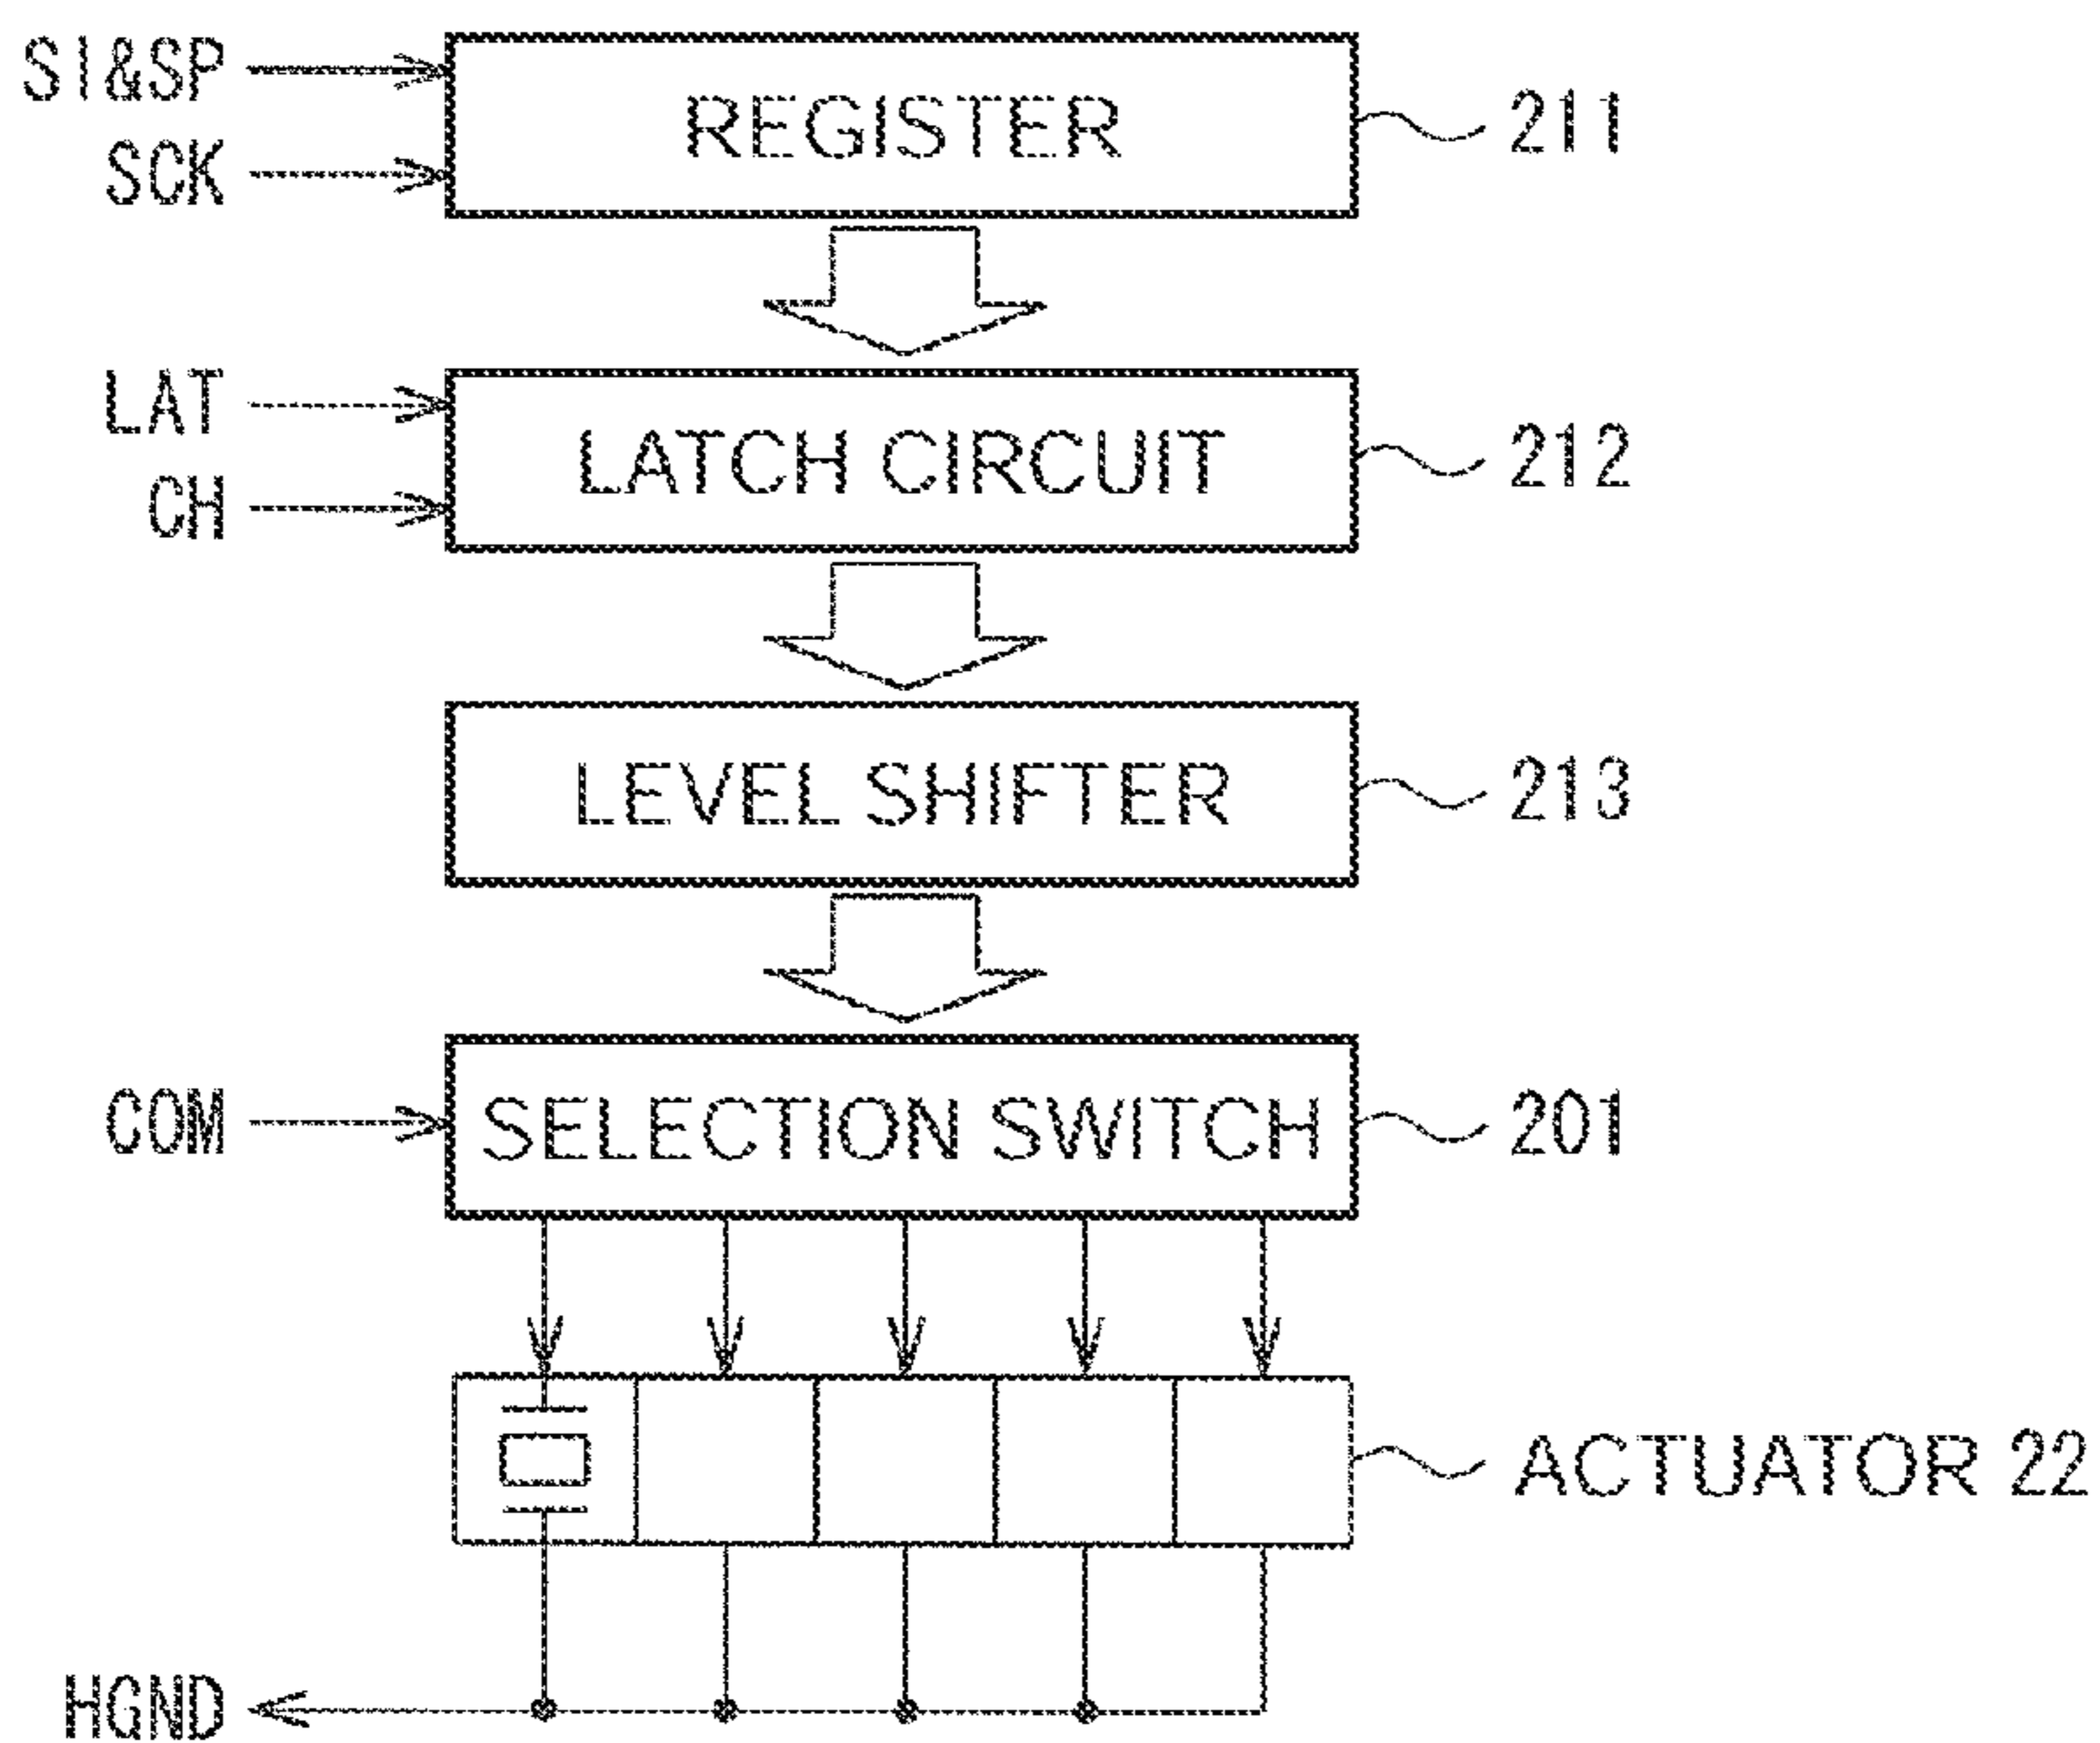 SI&SP
REGISTER
211
SCK
LAT
LATCH CIRCUIT
212
CH
LEVEL SHIFTER
213
COM
SELECTION SWITCH
201
ACTUATOR 22
HGND